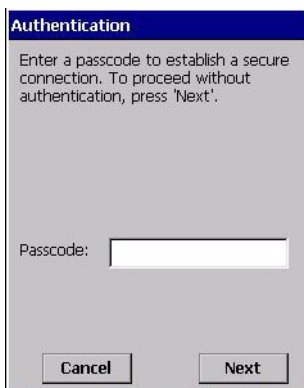 Authentication
Enter a passcode to establish a secure
connection. To proceed without
authentication, press 'Next'.
Passcode:
Cancel Next